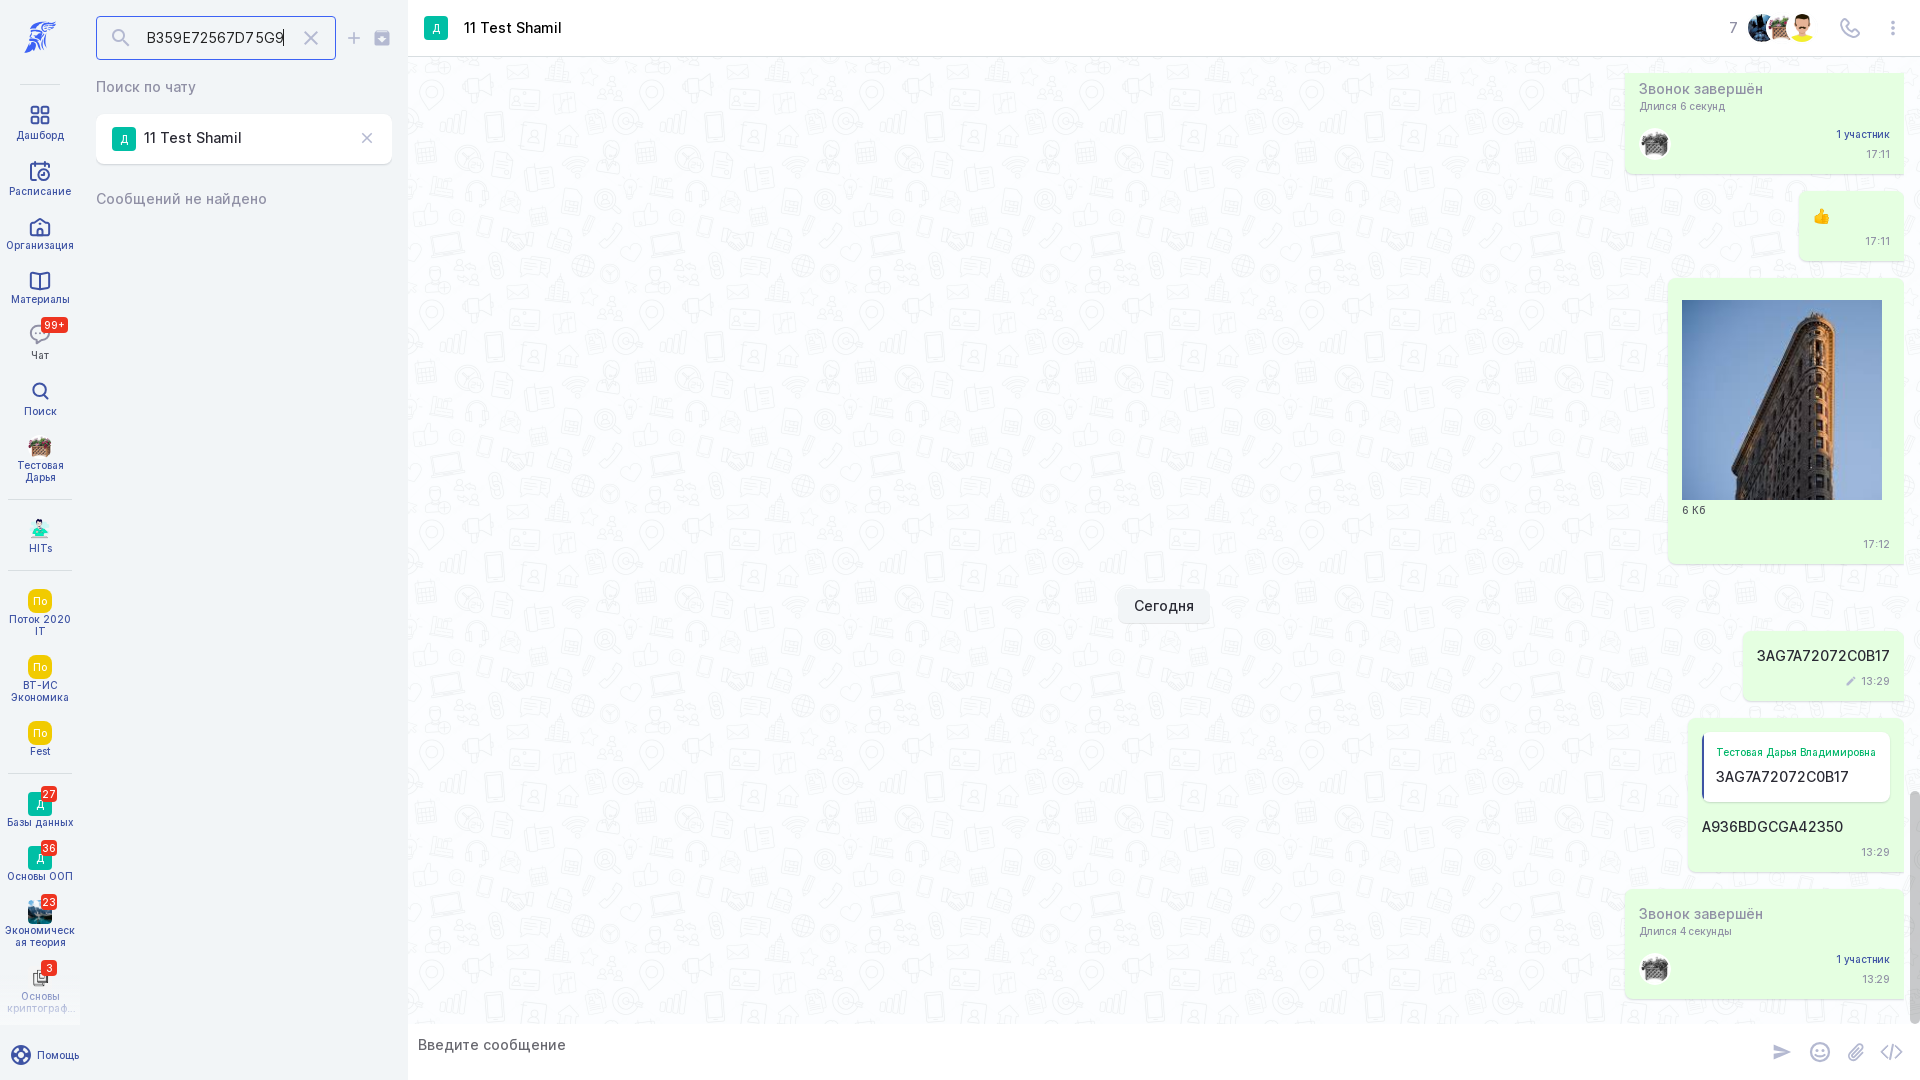 B359E72567D75G9
Поиск по чату
Д 11 Test Shamil
Сообщений не найдено
Дашборд
Расписание
Организация
Материалы
99+
Чат
Поиск
Тестовая
Дарья
HITs
По
Поток 2020
IT
По
ВТ-ИС
Экономика
По
Fest
27
Д
Базы данных
36
Д
Основы ООП
23
Экономическ
ая теория
3
Основы
криптограф...
Помощь
Д 11 Test Shamil
7
Звонок завершён
Длился 6 секунд
1 участник
17:11
17:11
6 Кб
17:12
Сегодня
3AG7A72072C0B17
13:29
Тестовая Дарья Владимировна
3AG7A72072C0B17
A936BDGCGA42350
13:29
Звонок завершён
Длился 4 секунды
1 участник
13:29
Введите сообщение